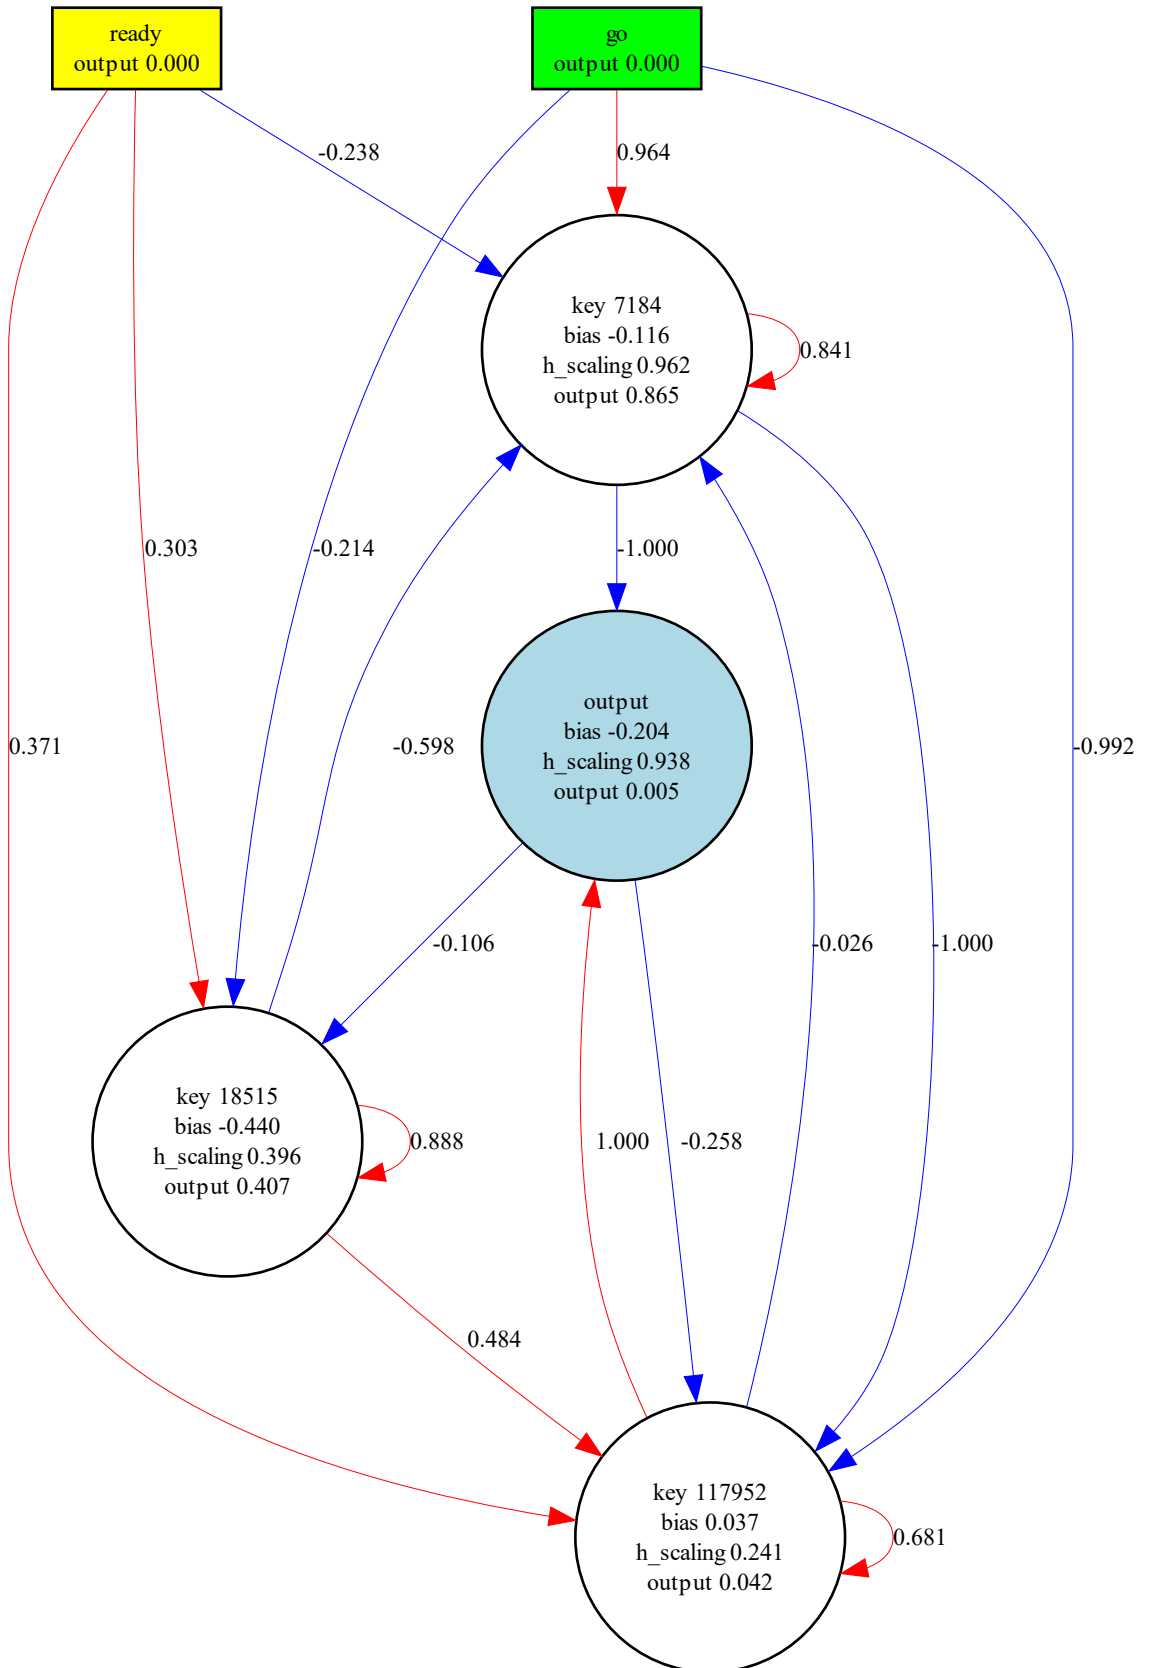 ready
output 0.000
go
output 0.000
-0.238
0.964
key 7184
bias -0.116
h_scaling 0.962
output 0.865
0.841
0.303
-0.214
-1.000
output
bias -0.204
h_scaling 0.938
output 0.005
0.371
-0.598
-0.992
-0.106
-0.026
-1.000
key 18515
bias -0.440
h_scaling 0.396
output 0.407
0.888
1.000
-0.258
0.484
key 117952
bias 0.037
h_scaling 0.241
output 0.042
0.681